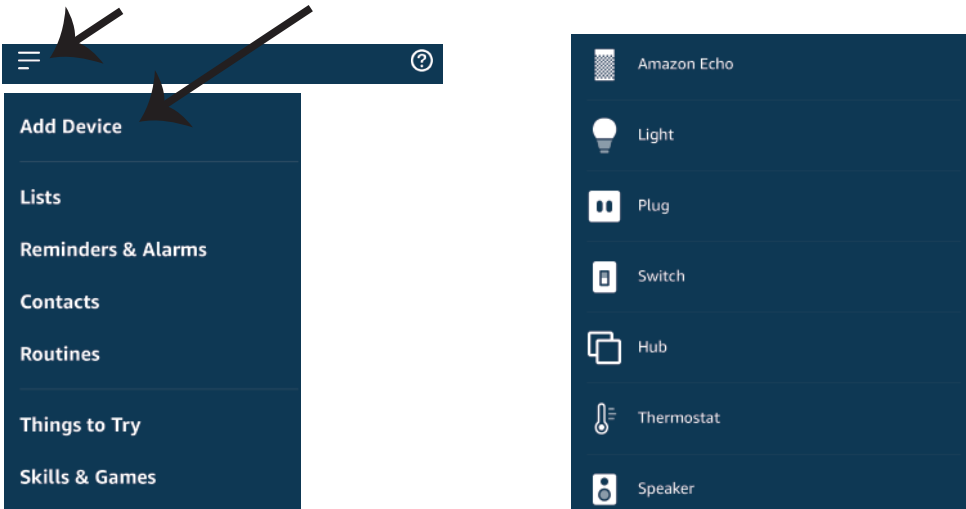 Add Device
Lists
Reminders & Alarms
Contacts
Routines
Things to Try
Skills & Games
Amazon Echo
Light
Plug
Switch
Hub
Thermostat
Speaker